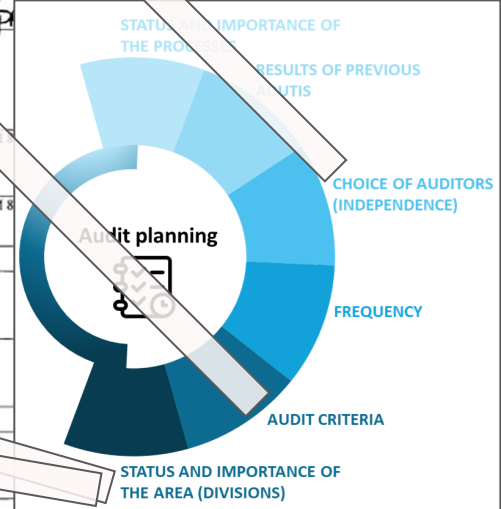 STATUS AND IMPORTANCE OF
THE PROCESSES
RESULTS OF PREVIOUS
CHOICE OF AUDITORS
(INDEPENDENCE)
Audit planning
FREQUENCY
AUDIT CRITERIA
STATUS AND IMPORTANCE OF
THE AREA (DIVISIONS)